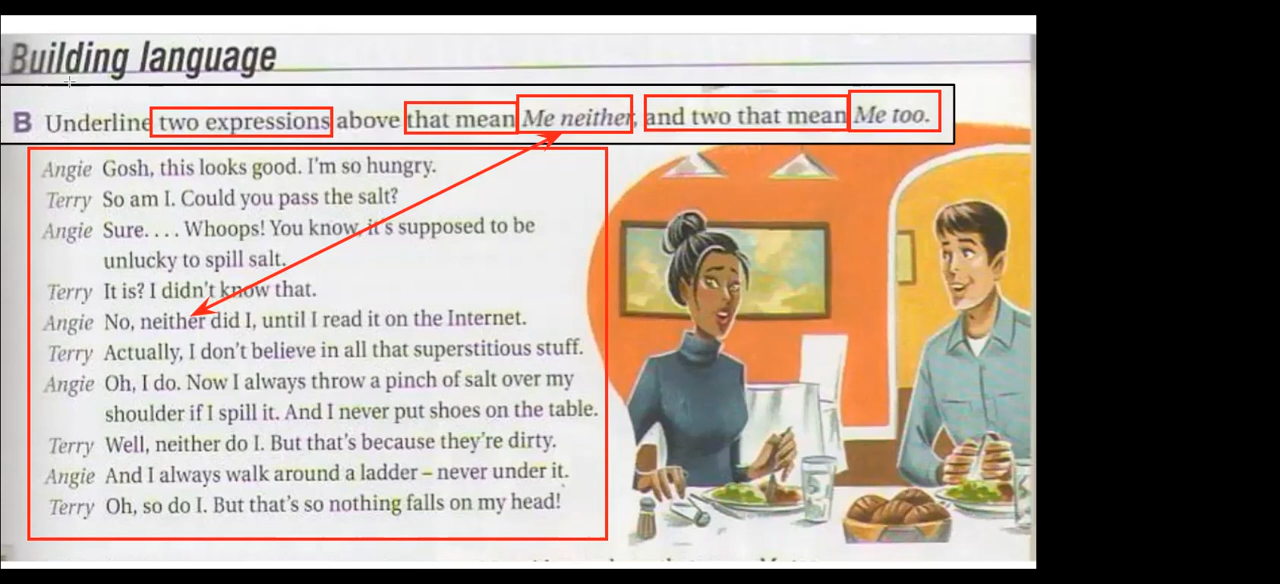 Building language
B Underline two expressions above that mean Me neither, and two that mean Me too.
Angie Gosh, this looks good. I'm so hungry.
Terry So am I. Could you pass the salt?
Angie Sure. . . . Whoops! You know, it's supposed to be
unlucky to spill salt.
Terry It is? I didn't know that.
Angie No, neither did I, until I read it on the Internet.
Terry Actually, I don't believe in all that superstitious stuff.
Angie Oh, I do. Now I always throw a pinch of salt over my
shoulder if I spill it. And I never put shoes on the table.
Terry Well, neither do I. But that's because they're dirty.
Angie And I always walk around a ladder – never under it.
Terry Oh, so do I. But that's so nothing falls on my head!